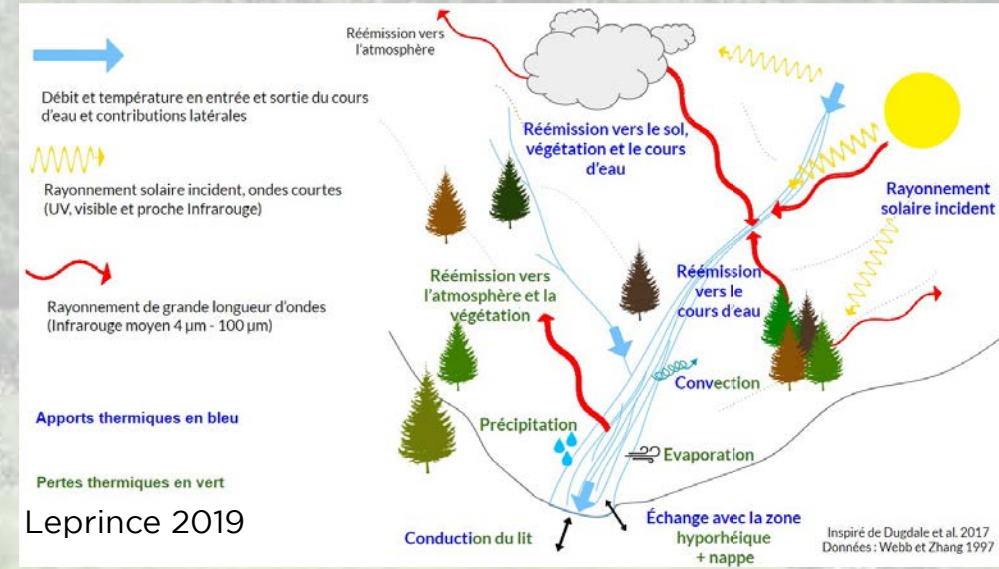 Débit et température en entrée et sortie du cours
d'eau et contributions latérales
Rayonnement solaire incident, ondes courtes
(UV, visible et proche Infrarouge)
Rayonnement de grande longueur d'ondes
(Infrarouge moyen 4 µm - 100 µm)
Apports thermiques en bleu
Pertes thermiques en vert
Leprince 2019
Réémission vers
l'atmosphère
Réémission vers le sol,
végétation et le cours
d'eau
Rayonnement
solaire incident
Réémission vers
l'atmosphère et la
végétation
Réémission
vers le
cours d'eau
Convection
Précipitation
Evaporation
Conduction du lit
Échange avec la zone
hyporhéique
+ nappe
Inspiré de Dugdale et al. 2017
Données : Webb et Zhang 1997